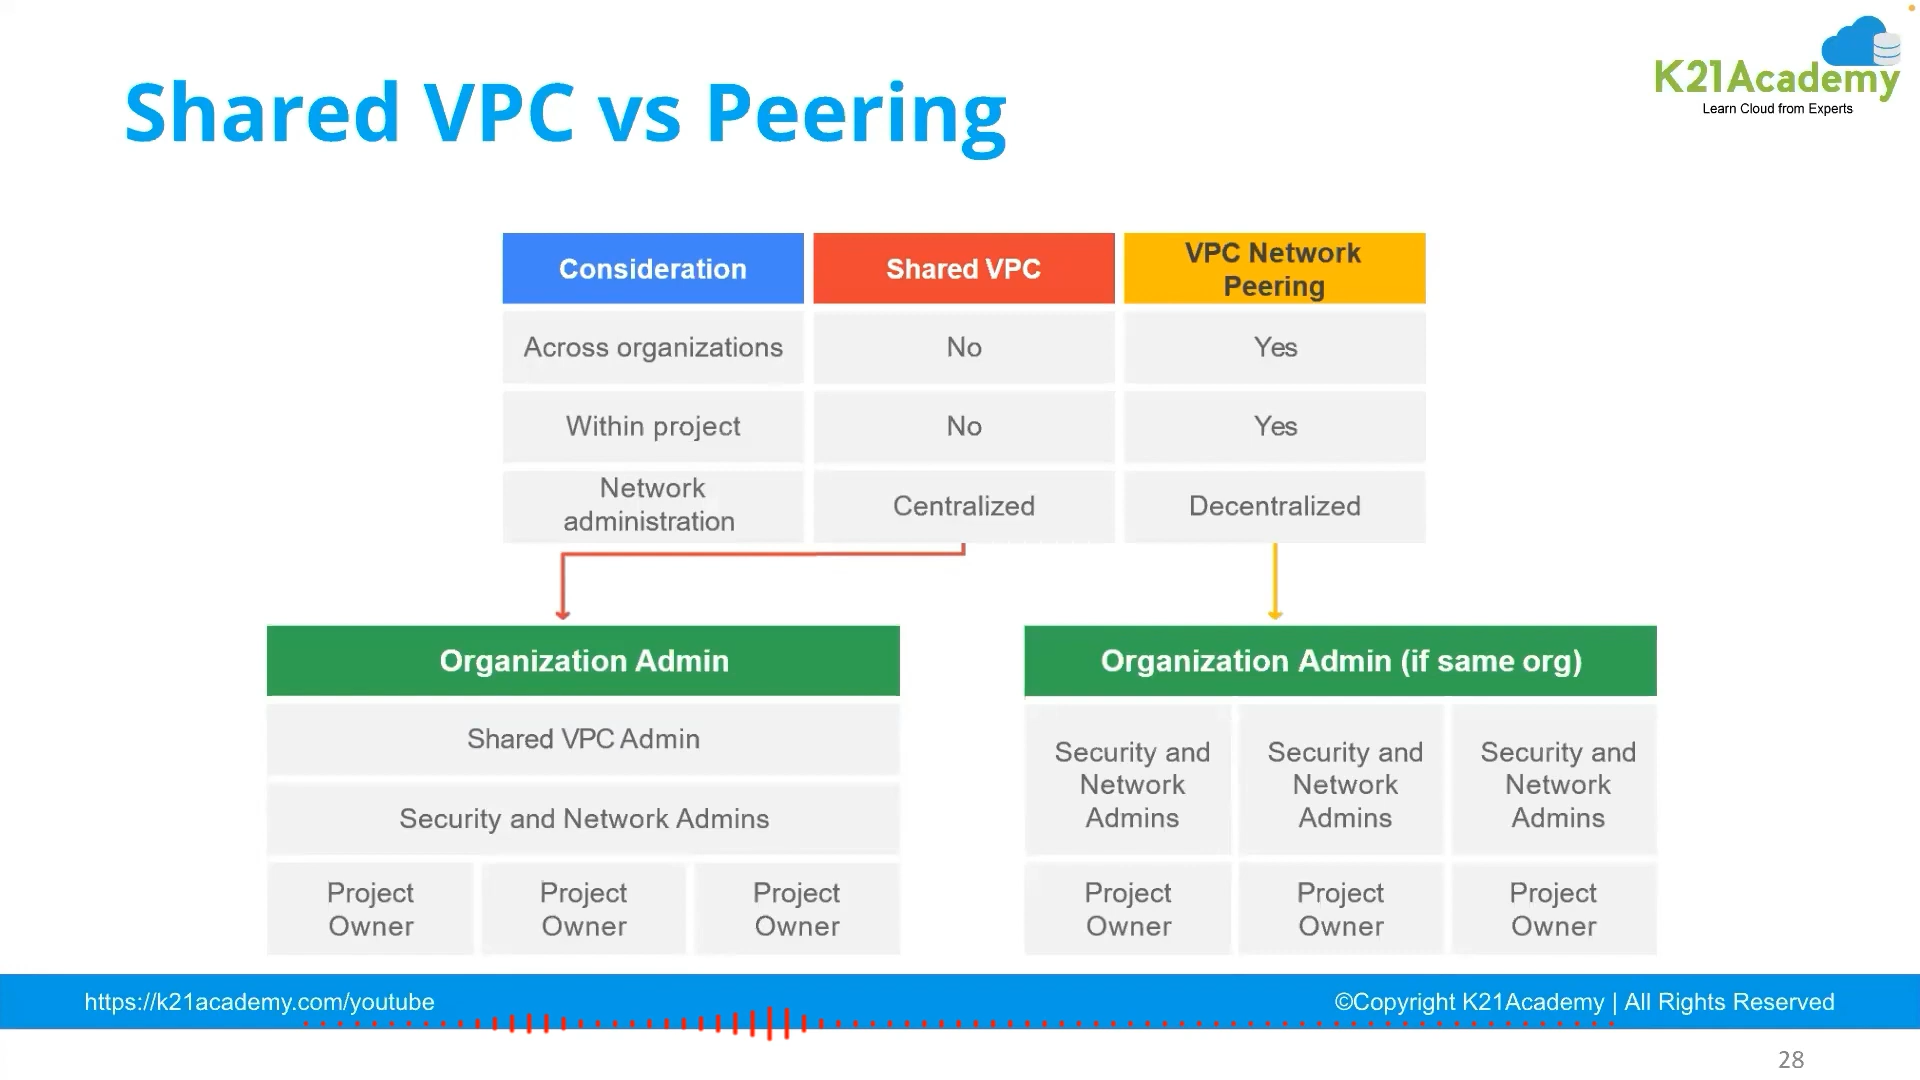 K21Academy
Learn Cloud from Experts
Shared VPC vs Peering
Consideration
Shared VPC
VPC Network
Peering
Across organizations
No
Yes
Within project
No
Yes
Network
administration
Centralized
Decentralized
Organization Admin
Shared VPC Admin
Security and Network Admins
Project
Owner
Project
Owner
Project
Owner
Organization Admin (if same org)
Security and
Network
Admins
Security and
Network
Admins
Security and
Network
Admins
Project
Owner
Project
Owner
Project
Owner
https://k21academy.com/youtube
©Copyright K21Academy | All Rights Reserved
28